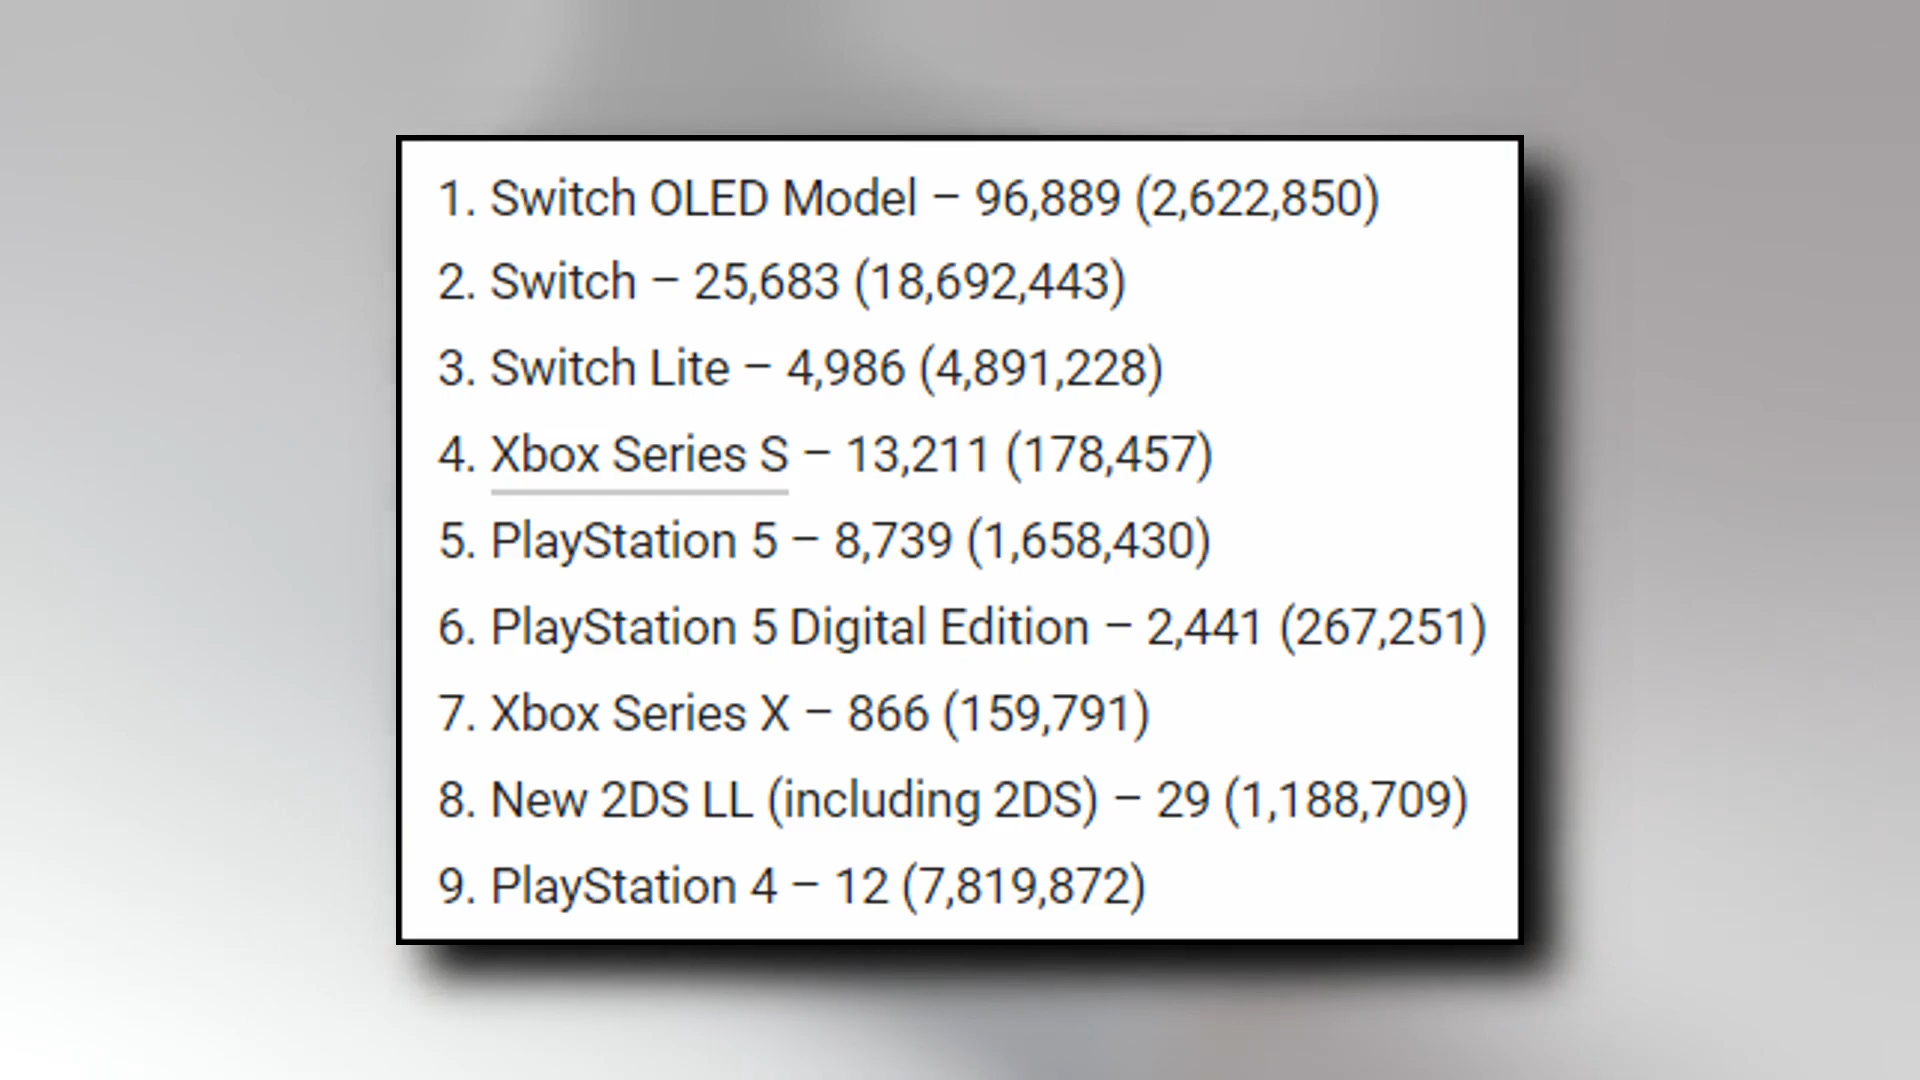 1. Switch OLED Model – 96,889 (2,622,850)
2. Switch – 25,683 (18,692,443)
3. Switch Lite – 4,986 (4,891,228)
4. Xbox Series S – 13,211 (178,457)
5. PlayStation 5 – 8,739 (1,658,430)
6. PlayStation 5 Digital Edition – 2,441 (267,251)
7. Xbox Series X – 866 (159,791)
8. New 2DS LL (including 2DS) – 29 (1,188,709)
9. PlayStation 4 – 12 (7,819,872)